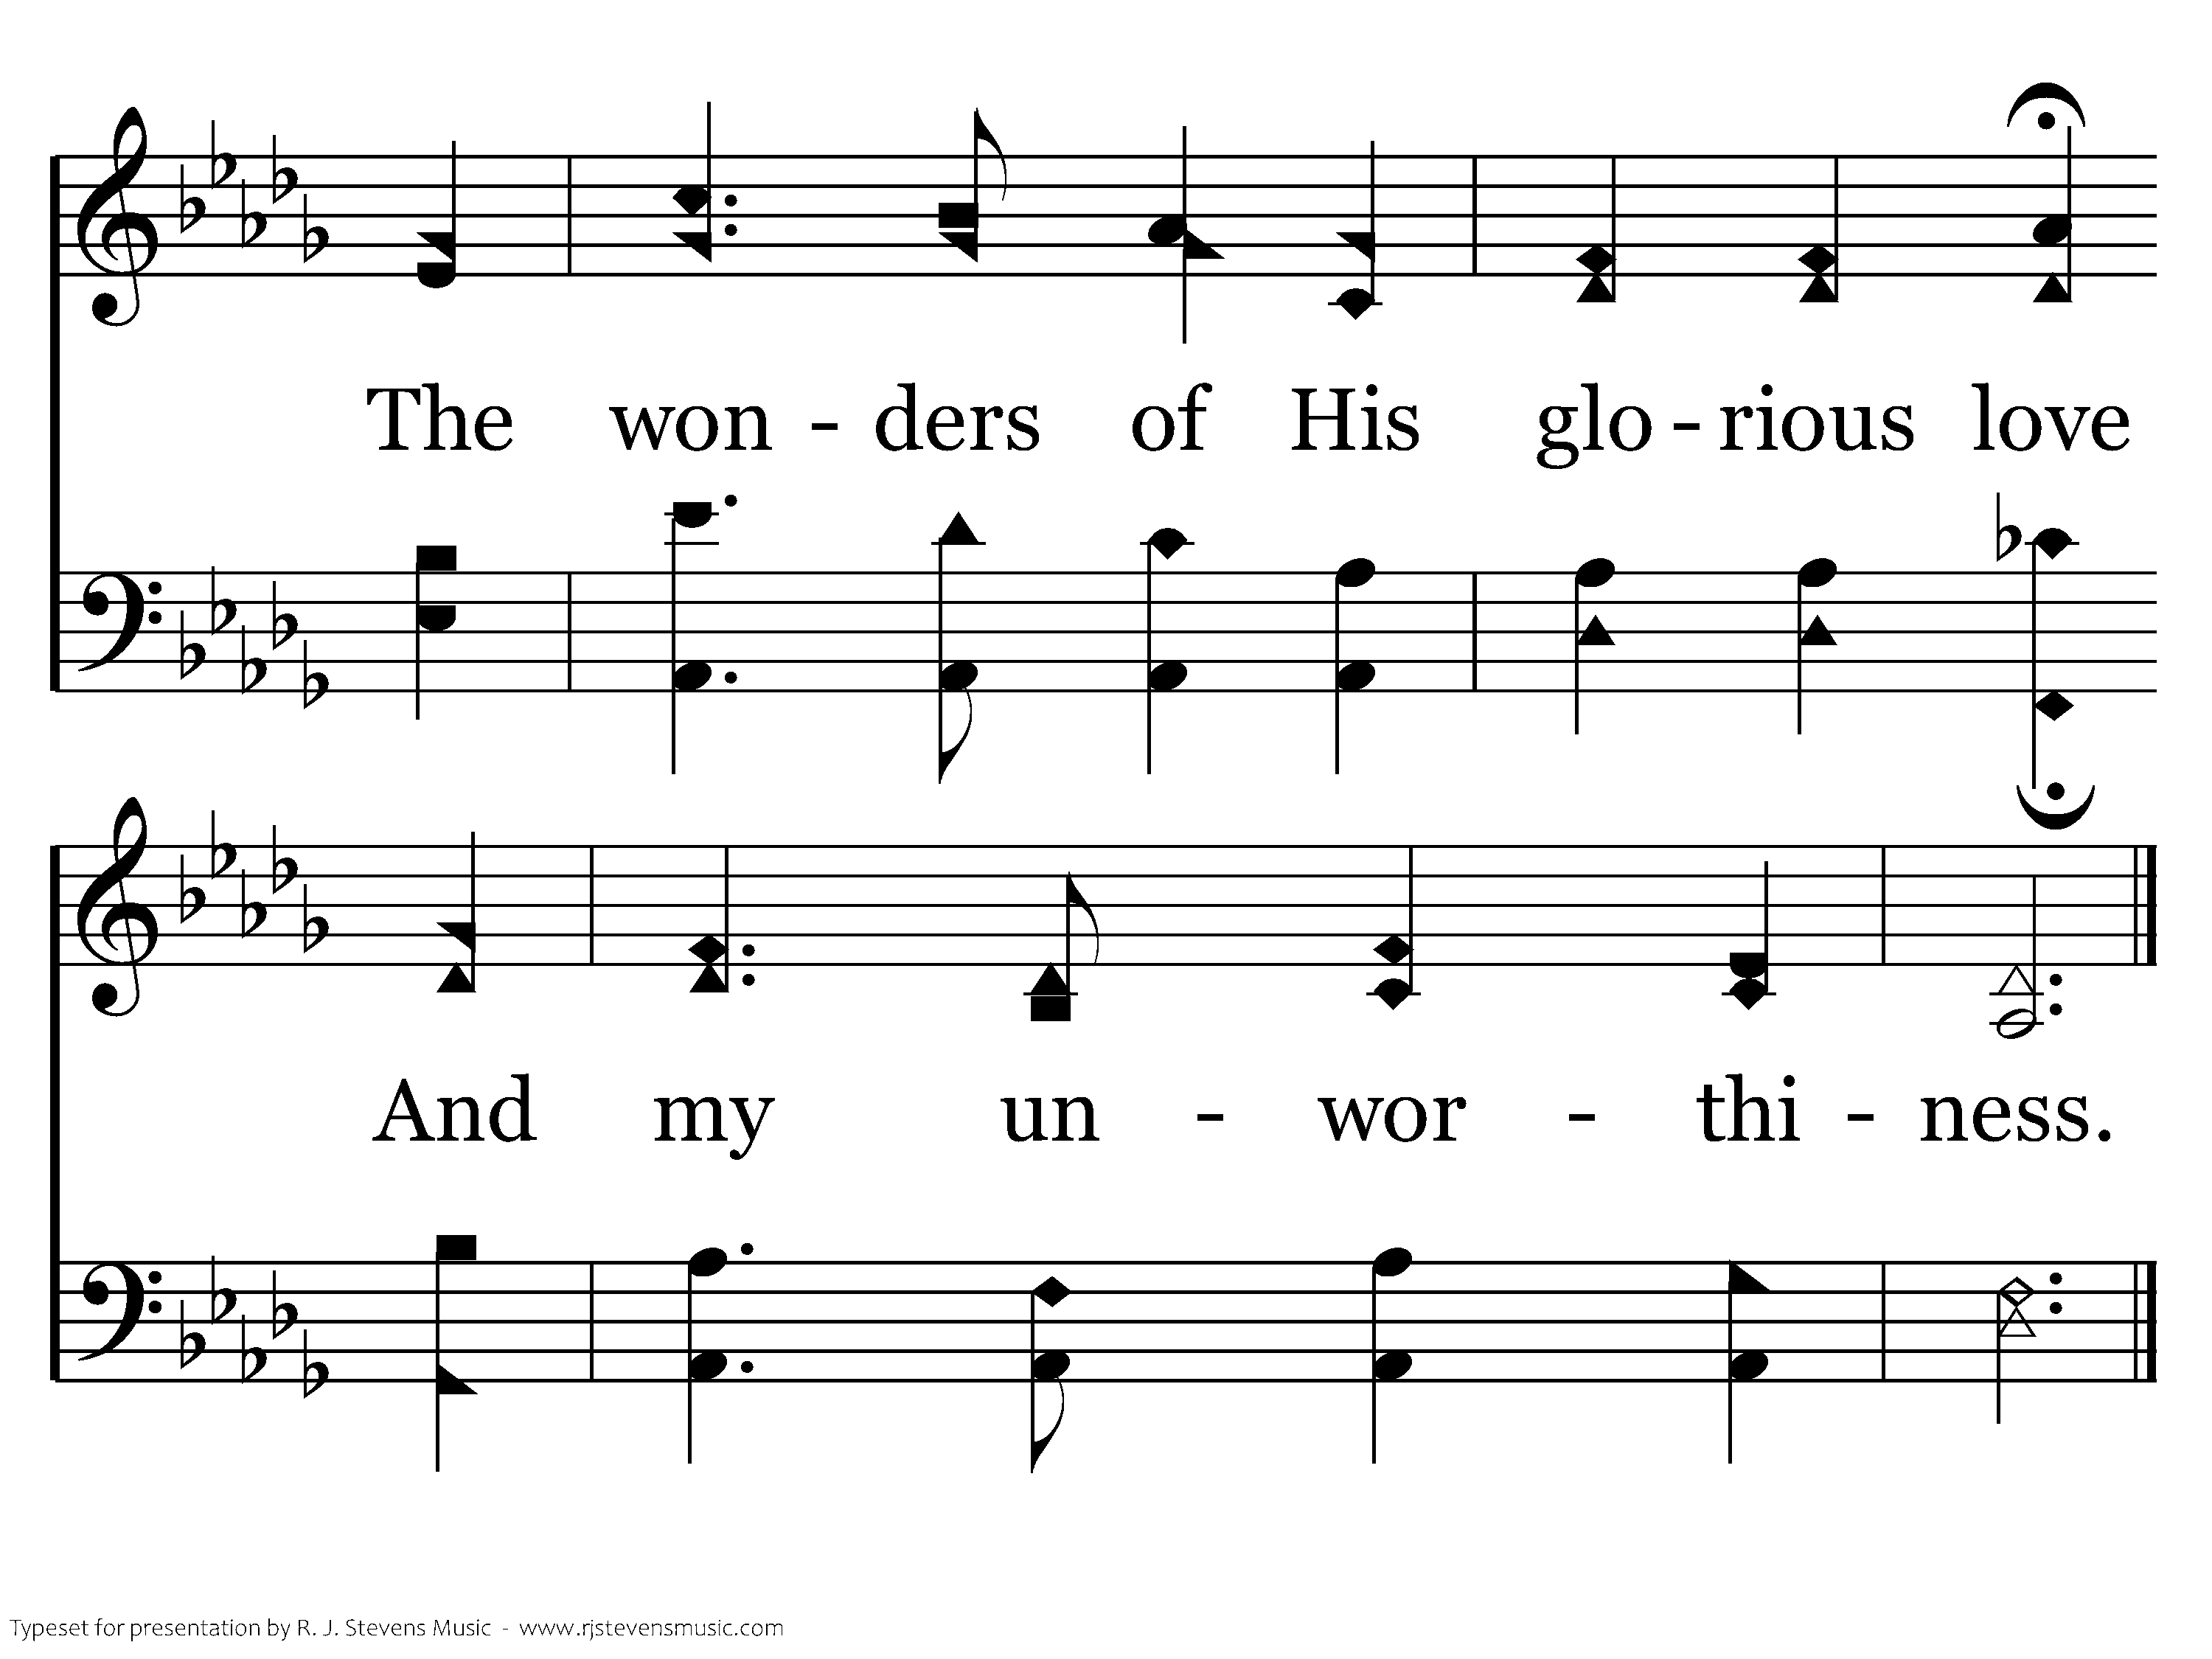 The won - ders of His glo - rious love
And my un - wor - thi - ness.
Typeset for presentation by R. J. Stevens Music - www.rjstevensmusic.com